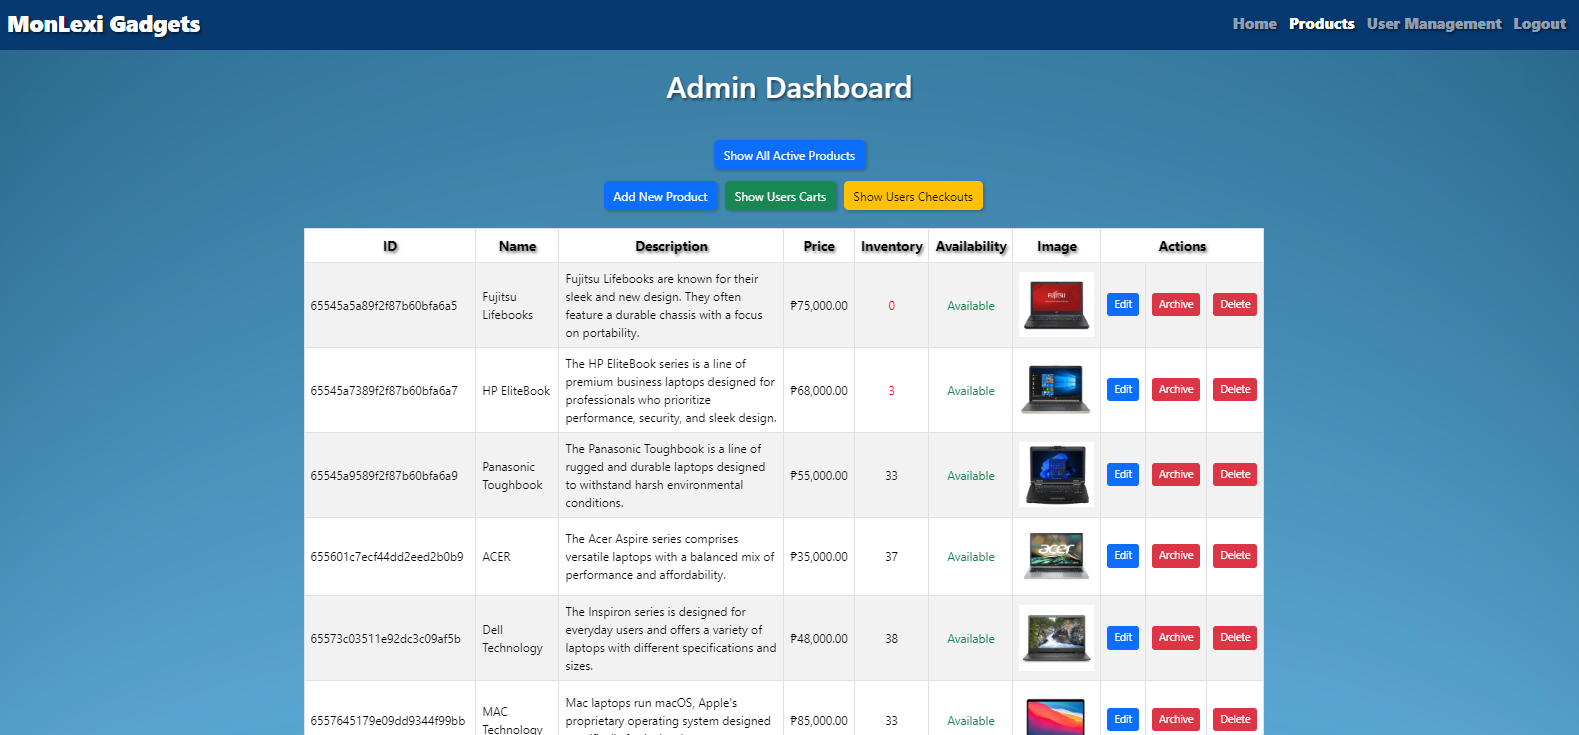 MonLexi Gadgets
Home Products User Management Logout
Admin Dashboard
Show All Active Products
Add New Product Show Users Carts Show Users Checkouts
ID Name Description Price Inventory Availability Image Actions
65545a5a89f2f87b60bfa6a5
Fujitsu
Lifebooks
Fujitsu Lifebooks are known for their
sleek and new design. They often
feature a durable chassis with a focus
on portability.
₱75,000.00
0
Available
FUJITSU
Edit Archive Delete
65545a7389f2f87b60bfa6a7
HP EliteBook
The HP EliteBook series is a line of
premium business laptops designed for
professionals who prioritize
performance, security, and sleek design.
₱68,000.00
3
Available
Edit Archive Delete
65545a9589f2f87b60bfa6a9
Panasonic
Toughbook
The Panasonic Toughbook is a line of
rugged and durable laptops designed
to withstand harsh environmental
conditions.
₱55,000.00
33
Available
Edit Archive Delete
655601c7ecf44dd2eed2b0b9
ACER
The Acer Aspire series comprises
versatile laptops with a balanced mix of
performance and affordability.
₱35,000.00
37
Available
acer
Edit Archive Delete
65573c03511e92dc3c09af5b
Dell
Technology
The Inspiron series is designed for
everyday users and offers a variety of
laptops with different specifications and
sizes.
₱48,000.00
38
Available
Edit Archive Delete
6557645179e09dd9344f99bb
MAC
Technology
Mac laptops run macOS, Apple's
proprietary operating system designed
₱85,000.00
33
Available
Edit Archive Delete